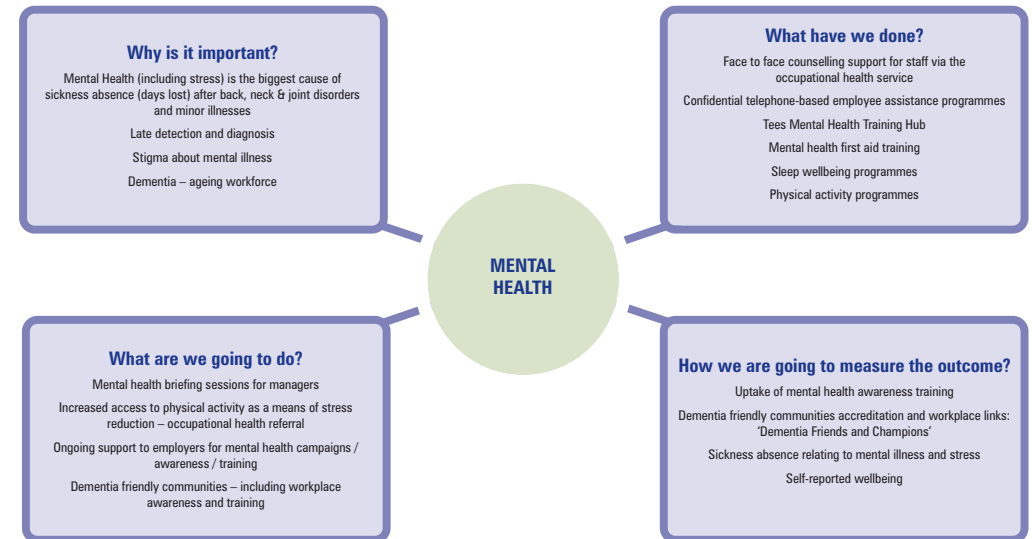 Why is it important?
Mental Health (including stress) is the biggest cause of
sickness absence (days lost) after back, neck & joint disorders
and minor illnesses
Late detection and diagnosis
Stigma about mental illness
Dementia – ageing workforce
What have we done?
Face to face counselling support for staff via the
occupational health service
Confidential telephone-based employee assistance programmes
Tees Mental Health Training Hub
Mental health first aid training
Sleep wellbeing programmes
Physical activity programmes
MENTAL
HEALTH
What are we going to do?
Mental health briefing sessions for managers
Increased access to physical activity as a means of stress
reduction – occupational health referral
Ongoing support to employers for mental health campaigns /
awareness / training
Dementia friendly communities – including workplace
awareness and training
How we are going to measure the outcome?
Uptake of mental health awareness training
Dementia friendly communities accreditation and workplace links:
‘Dementia Friends and Champions’
Sickness absence relating to mental illness and stress
Self-reported wellbeing